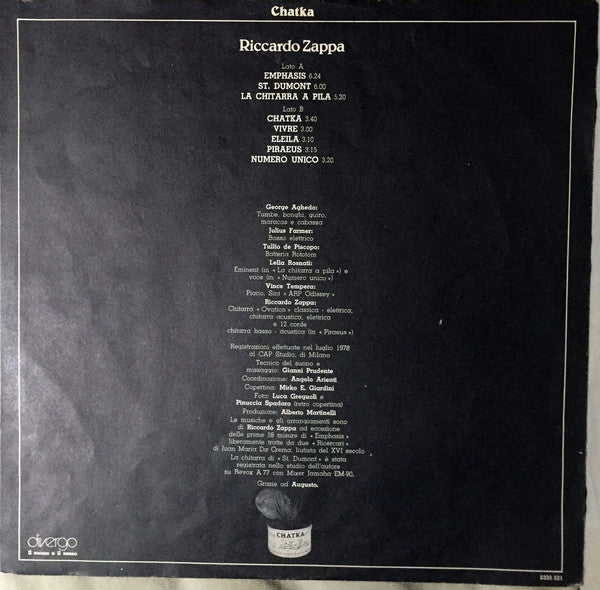 Chatka
Riccardo Zappa
Lato A
EMPHASIS 6.24
ST. DUMONT 6.00
LA CHITARRA A PILA 5.20
Lato B
CHATKA 3.40
VIVRE 3.00
ELEILA 3.10
PIRAEUS 3.15
NUMERO UNICO 3.20
George Aghedo:
Tumbe, bonghi, guiro,
maracas e cabassa
Julius Farmer:
Basso elettrico
Tullio de Piscopo:
Batteria Rototom
Lella Rosnati:
Eminent (in « La chitarra a pila ») e
voce (in « Numero unico »)
Vince Tempera:
Piano, Sint « ARP Odissey »
Riccardo Zappa:
Chitarra « Ovation » classica - elettrica,
chitarra acustica, elettrica
e 12 corde
chitarra basso - acustica (in « Piraeus »)
Registrazioni effettuate nel luglio 1978
al CAP Studio, di Milano
Tecnico del suono e
missaggio: Gianni Prudente
Coordinazione: Angelo Arienti
Copertina: Mirko E. Giardini
Foto: Luca Greguoli e
Pinuccia Spadaro (retro copertina)
Produzione: Alberto Martinelli
Le musiche e gli arrangiamenti sono
di Riccardo Zappa ad eccezione
delle prime 58 misure di « Emphasis »
liberamente tratte da due « Ricercari »
di Juan Maria Da Crema, liutista del XVI secolo
La chitarra di « St. Dumont » è stata
registrata nello studio dell'autore
su Revox A 77 con Mixer Jamaha EM-90.
Grazie ad Augusto.
CHATKA
divergo
il suono e il senso
5335 521